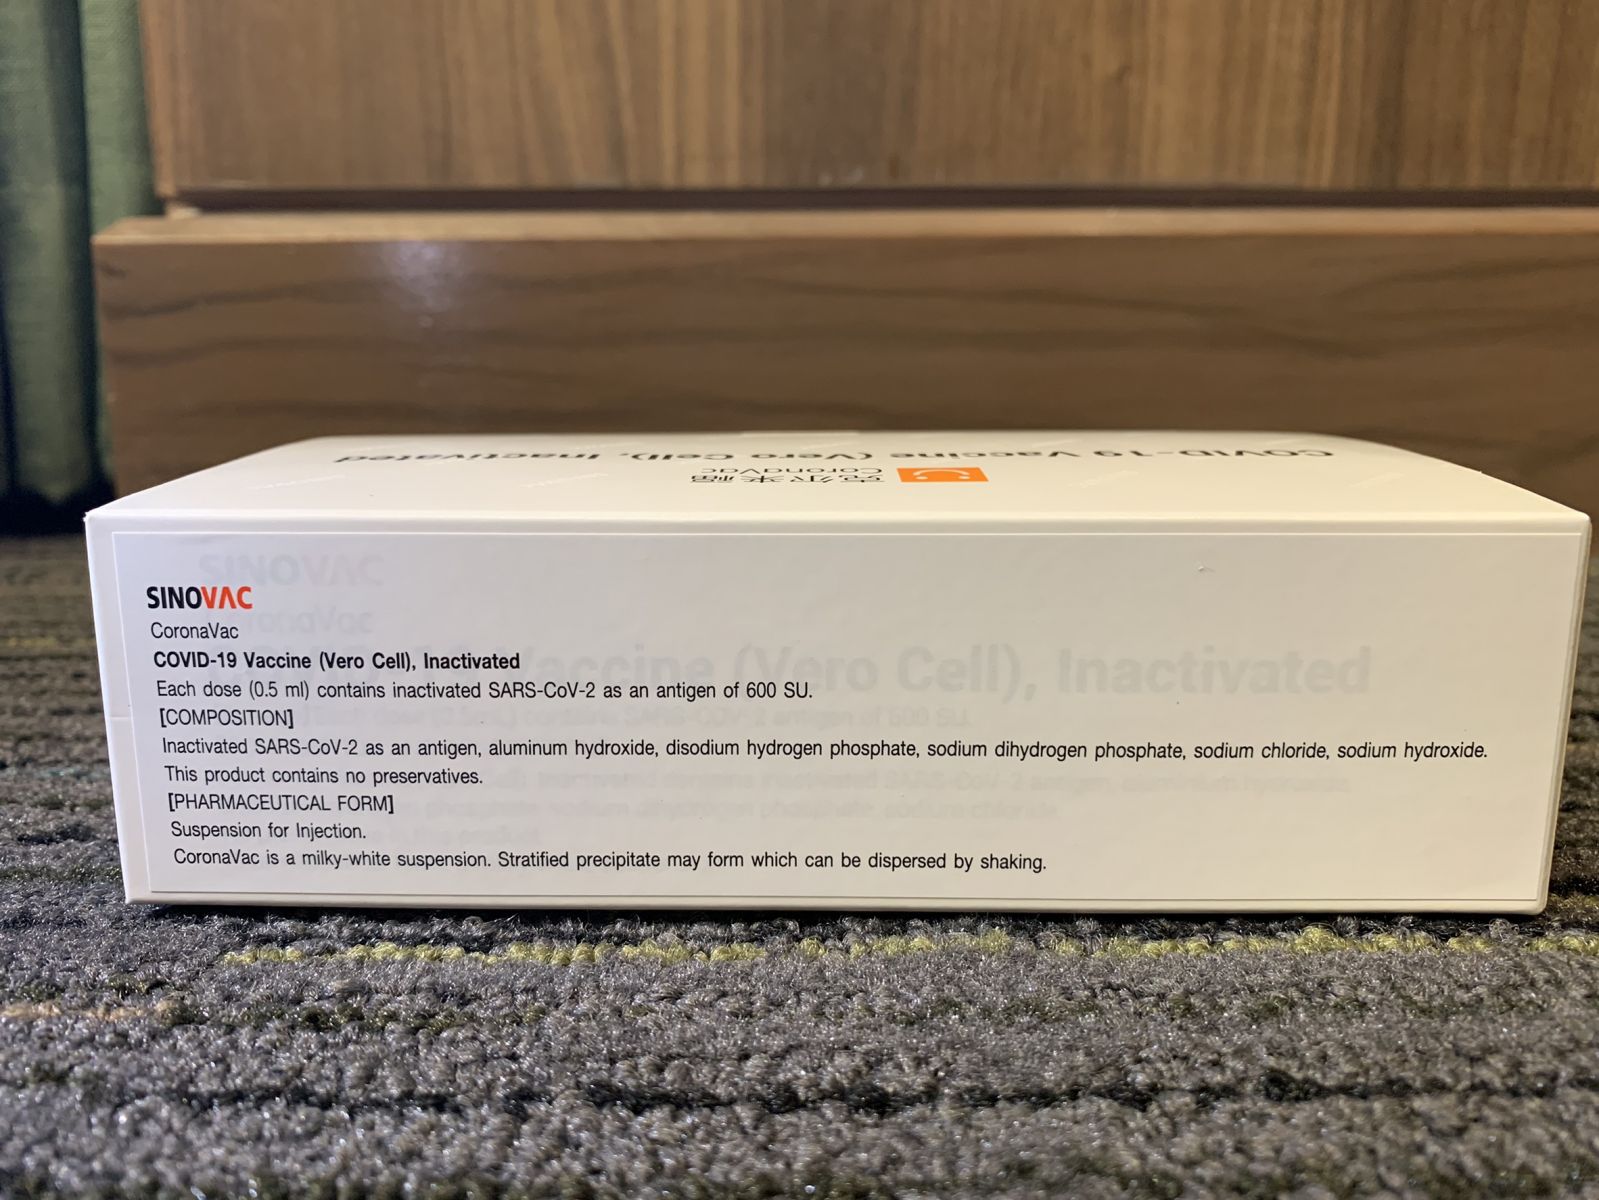 COVID-19 Vaccine (Vero Cell), Inactivated
克尔来福
CoronaVac
SINOVAC
CoronaVac
COVID-19 Vaccine (Vero Cell), Inactivated
Each dose (0.5 ml) contains inactivated SARS-CoV-2 as an antigen of 600 SU.
[COMPOSITION]
Inactivated SARS-CoV-2 as an antigen, aluminum hydroxide, disodium hydrogen phosphate, sodium dihydrogen phosphate, sodium chloride, sodium hydroxide.
This product contains no preservatives.
[PHARMACEUTICAL FORM]
Suspension for Injection.
CoronaVac is a milky-white suspension. Stratified precipitate may form which can be dispersed by shaking.